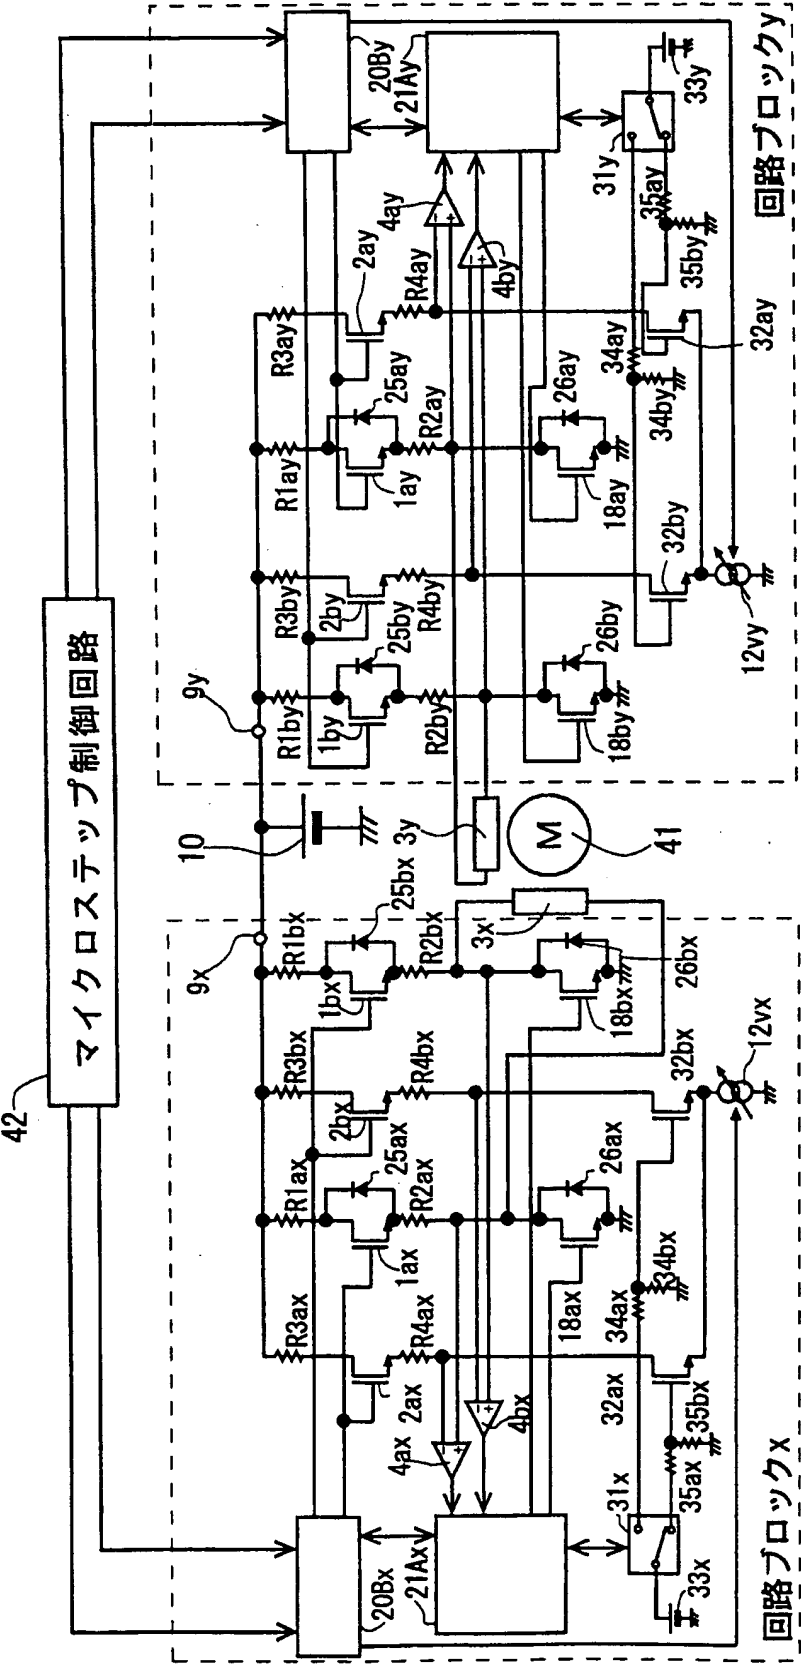 42
マイクロステップ制御回路
9x
10
9y
R3ax
R1ax
R3bx
R1bx
R1by
R3by
R1ay
R3ay
20Bx
2ax
1ax
25ax
2bx
1bx
25bx
1by
25by
2by
1ay
25ay
2ay
20By
R4ax
R2ax
R4bx
R2bx
R2by
R4by
R2ay
R4ay
21Ax
4ax
4bx
3x
3y
4ay
4by
21Ay
M
41
18ax
26ax
18bx
26bx
18by
26by
18ay
26ay
31x
32ax
34ax
34bx
32bx
32by
34ay
34by
32ay
31y
33x
35ax
35bx
12vx
12vy
35ay
35by
33y
回路ブロックx
回路ブロックy